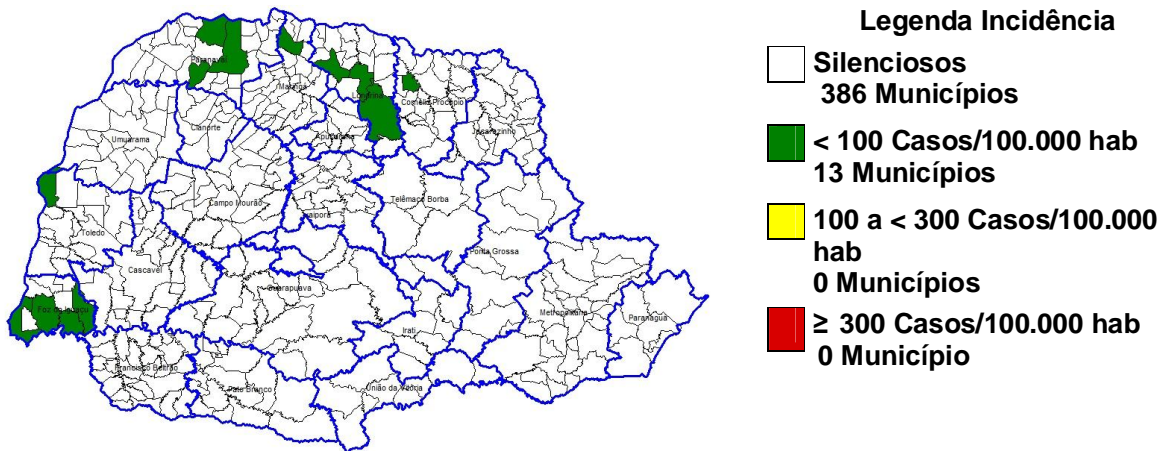 Legenda Incidência
Silenciosos
386 Municípios
< 100 Casos/100.000 hab
13 Municípios
100 a < 300 Casos/100.000
hab
0 Municípios
≥ 300 Casos/100.000 hab
0 Município
Paranavaí
Maringá
Londrina
Cornélio Procópio
Jacarezinho
Apucarana
Cianorte
Umuarama
Campo Mourão
Telêmaco Borba
Ivaiporã
Toledo
Cascavel
Ponta Grossa
Guarapuava
Foz do Iguaçu
Metropolitana
Paranaguá
Irati
Francisco Beltrão
Pato Branco
União da Vitória